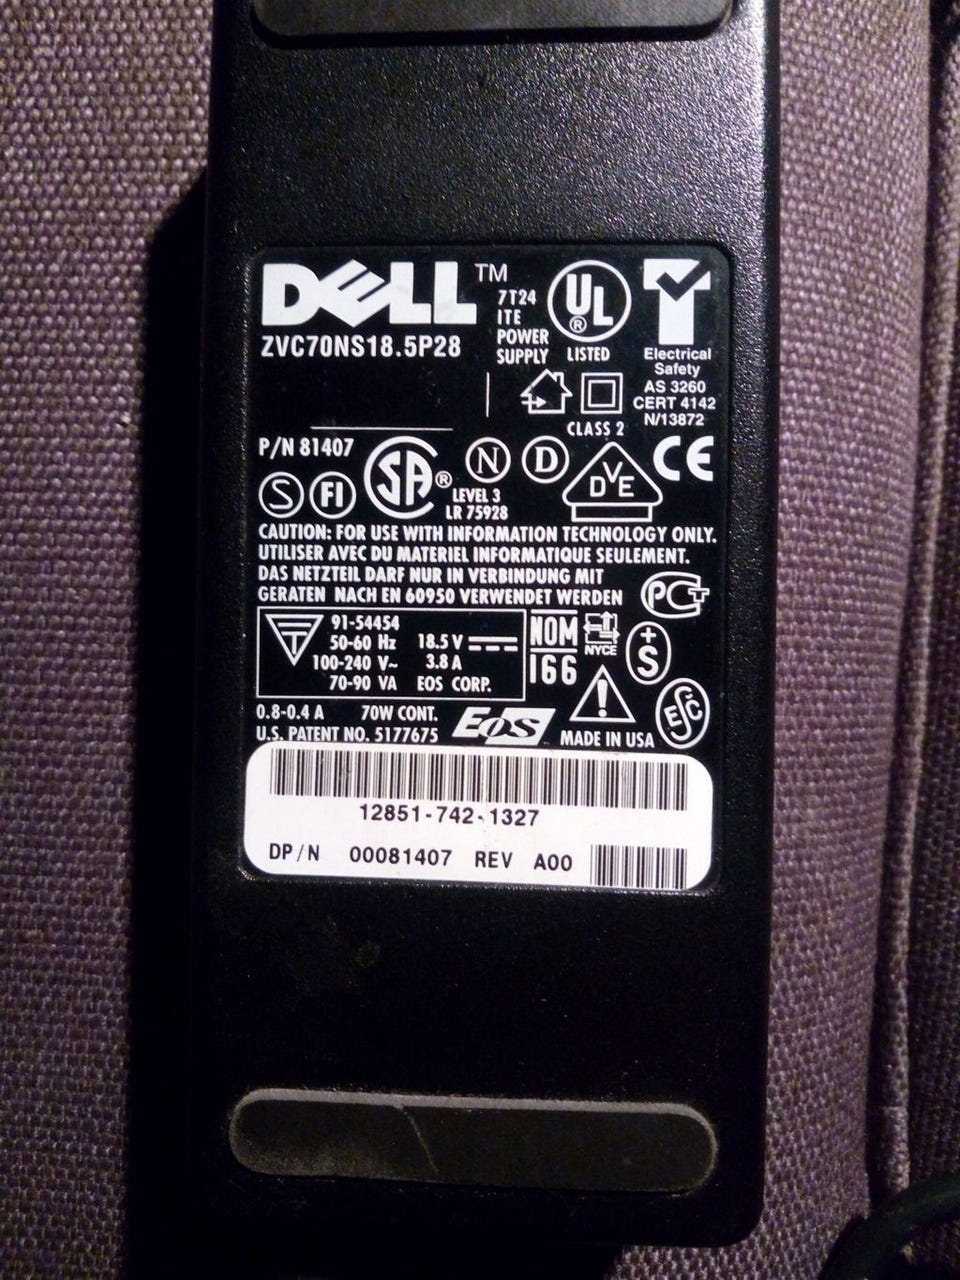 DELL™
ZVC70NS18.5P28
7T24
ITE
POWER
SUPPLY
UL ®
LISTED
Electrical
Safety
AS 3260
CERT 4142
N/13872
CLASS 2
P/N 81407
S FI
SA ®
LEVEL 3
LR 75928
N D
DVE
CE
CAUTION: FOR USE WITH INFORMATION TECHNOLOGY ONLY.
UTILISER AVEC DU MATERIEL INFORMATIQUE SEULEMENT.
DAS NETZTEIL DARF NUR IN VERBINDUNG MIT
GERATEN NACH EN 60950 VERWENDET WERDEN
PCT
T
91-54454
50-60 Hz 18.5 V
100-240 V~ 3.8 A
70-90 VA EOS CORP.
NOM
166
NYCE
+S
ESC
0.8-0.4 A 70W CONT.
U.S. PATENT NO. 5177675
EOS
MADE IN USA
12851-742-1327
DP/N 00081407 REV A00